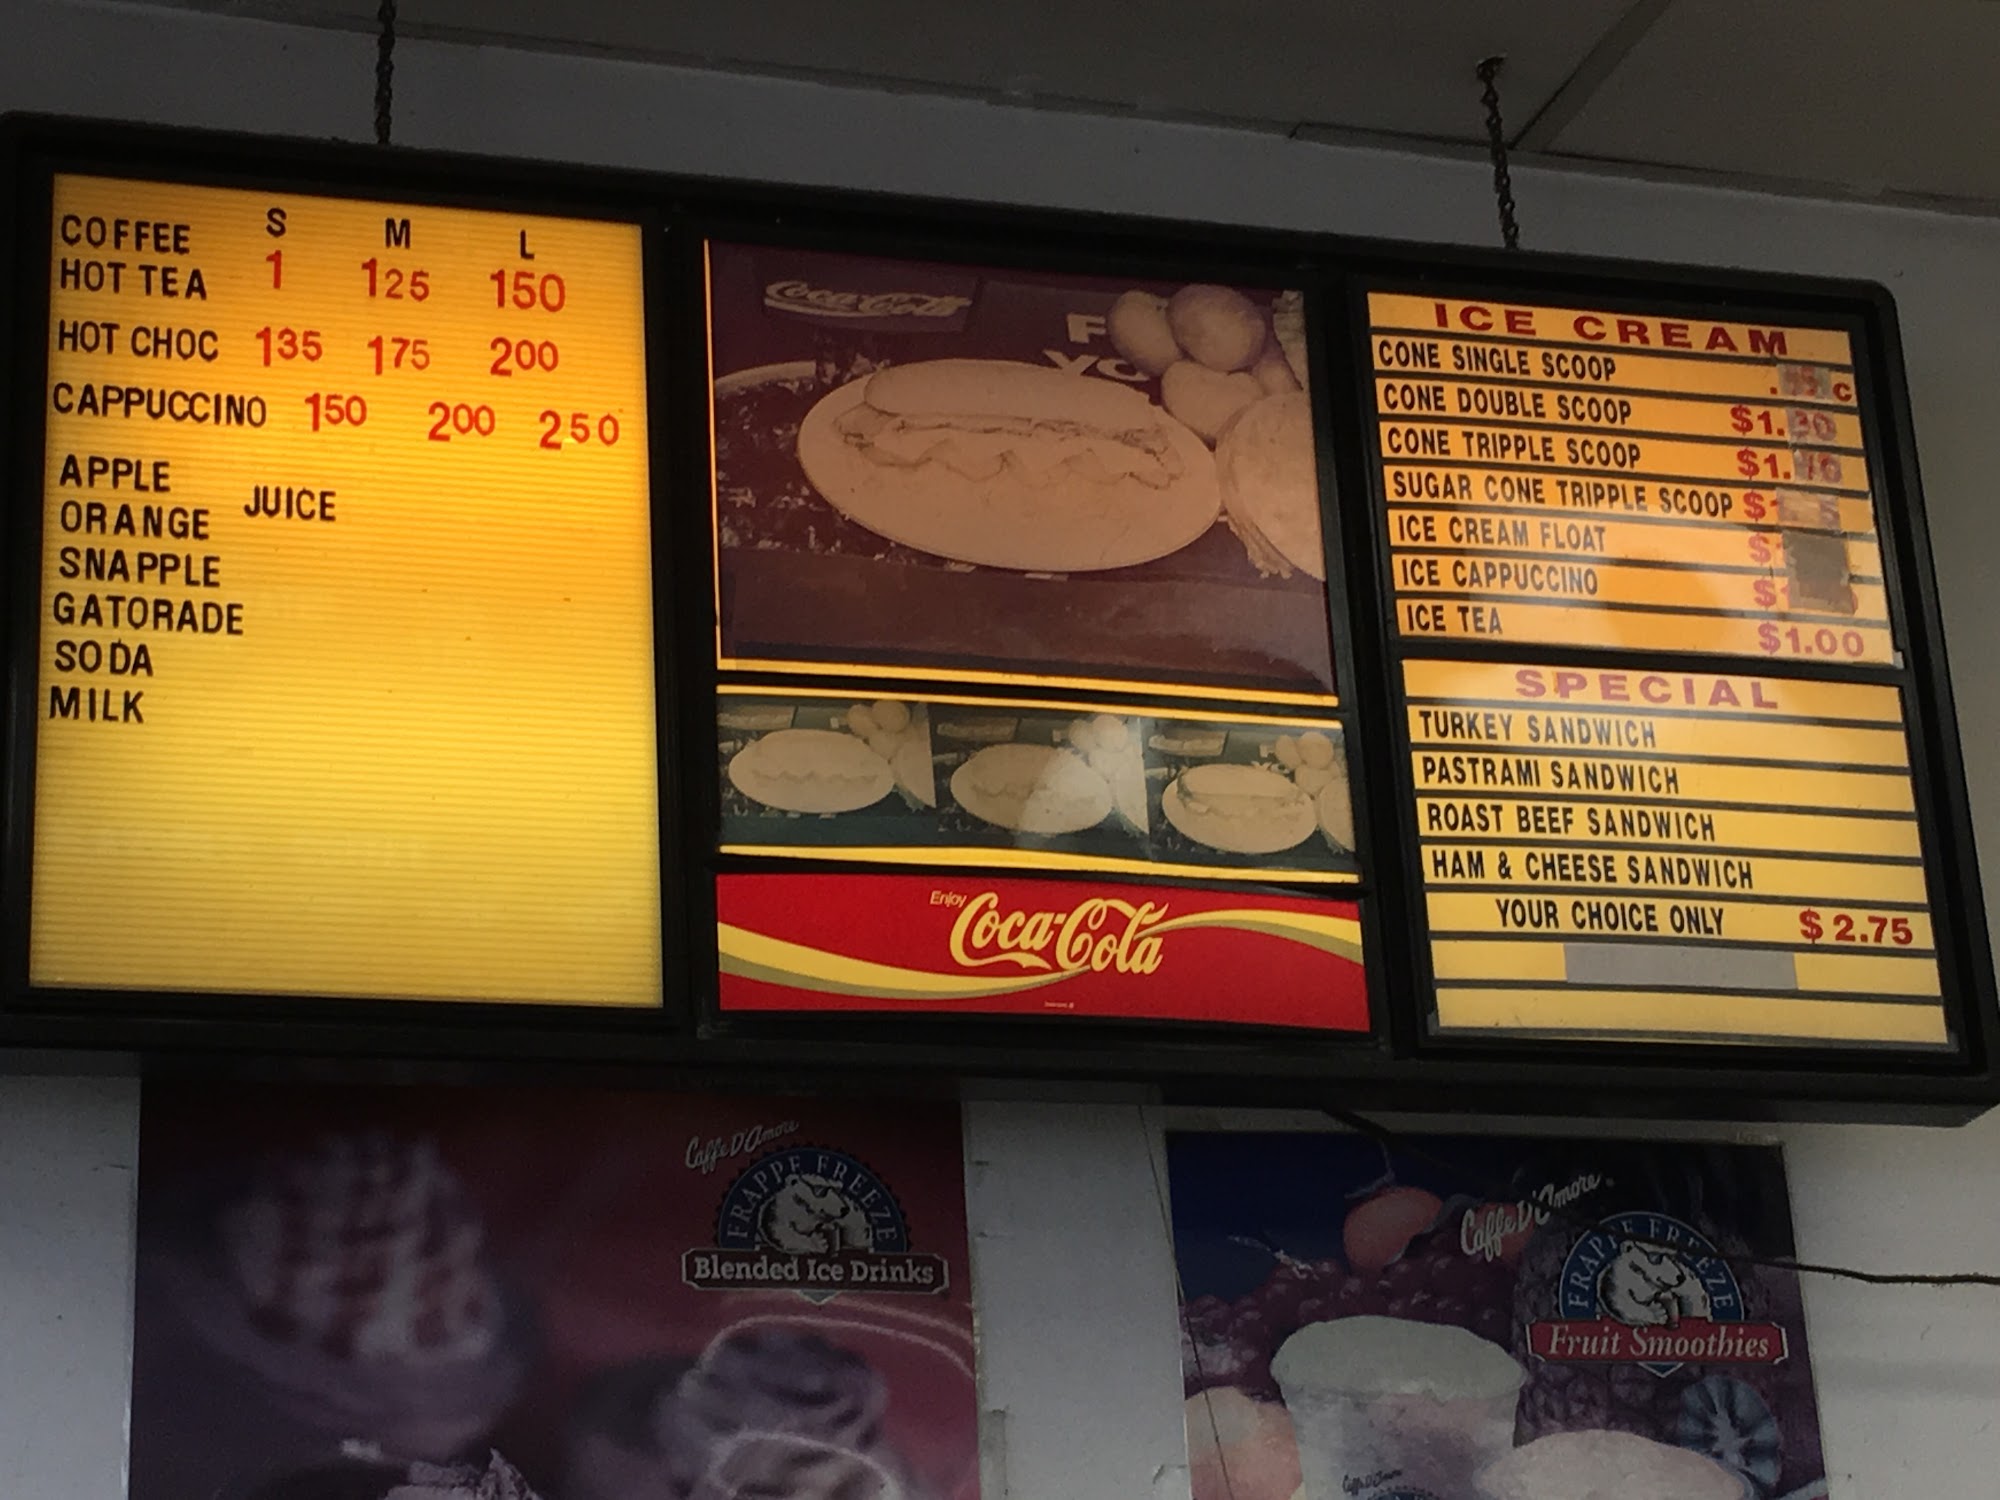 COFFEE S M L
HOT TEA 1 125 150
HOT CHOC 135 175 200
CAPPUCCINO 150 200 250
APPLE
JUICE
ORANGE
SNAPPLE
GATORADE
SODA
MILK
Coca-Cola
Enjoy
Coca-Cola
ICE CREAM
CONE SINGLE SCOOP
CONE DOUBLE SCOOP $1.
CONE TRIPPLE SCOOP $1.
SUGAR CONE TRIPPLE SCOOP $
ICE CREAM FLOAT $
ICE CAPPUCCINO $
ICE TEA $1.00
SPECIAL
TURKEY SANDWICH
PASTRAMI SANDWICH
ROAST BEEF SANDWICH
HAM & CHEESE SANDWICH
YOUR CHOICE ONLY $2.75
Caffe D'Amore
FRAPPE FREEZE
Blended Ice Drinks
Caffe D'Amore
FRAPPE FREEZE
Fruit Smoothies